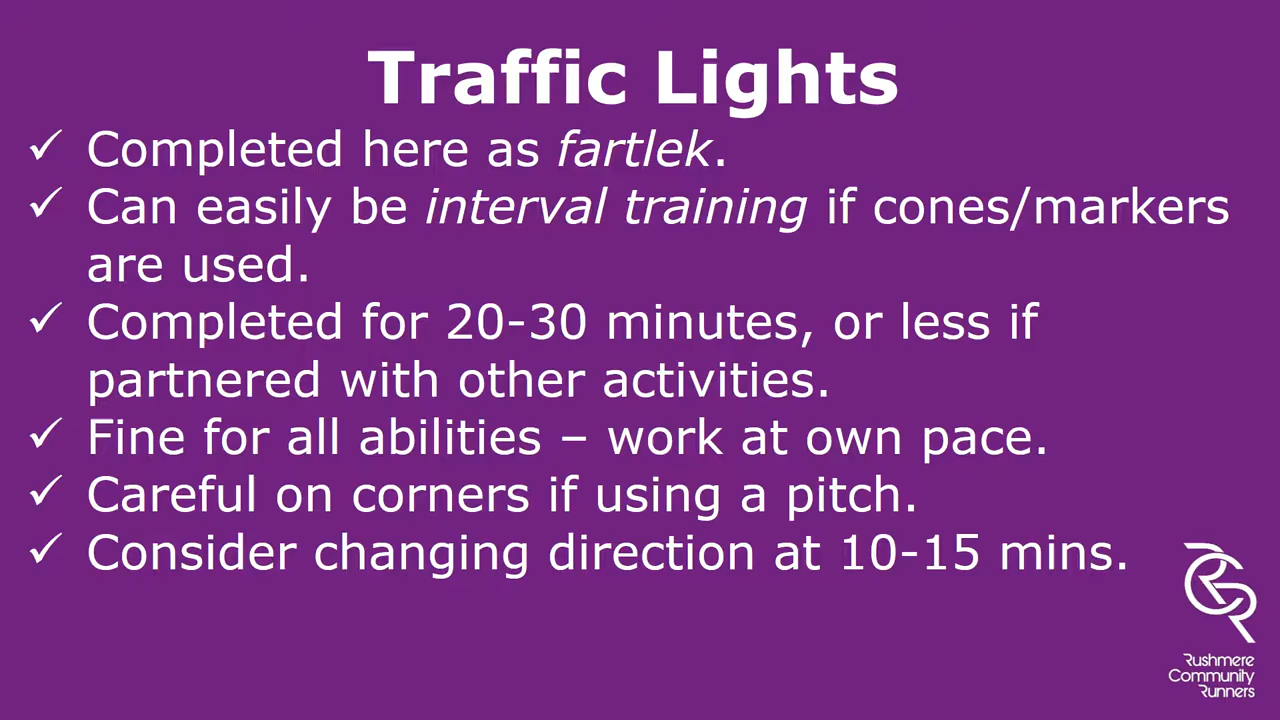 Traffic Lights
✓ Completed here as fartlek.
✓ Can easily be interval training if cones/markers
are used.
✓ Completed for 20-30 minutes, or less if
partnered with other activities.
✓ Fine for all abilities – work at own pace.
✓ Careful on corners if using a pitch.
✓ Consider changing direction at 10-15 mins.
RCR
Rushmere
Community
Runners